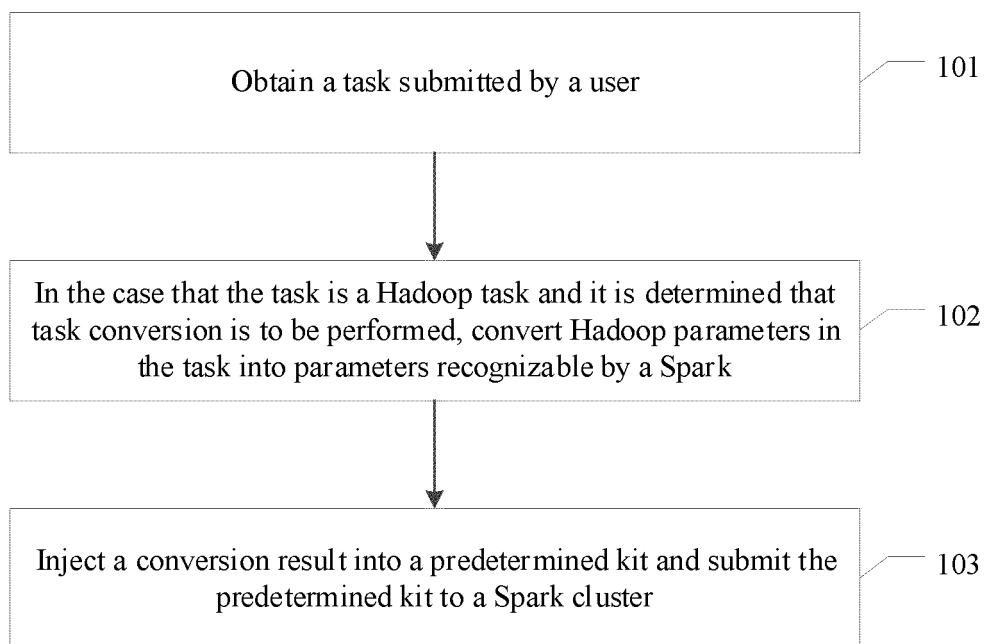 Obtain a task submitted by a user
101
In the case that the task is a Hadoop task and it is determined that
task conversion is to be performed, convert Hadoop parameters in
the task into parameters recognizable by a Spark
102
Inject a conversion result into a predetermined kit and submit the
predetermined kit to a Spark cluster
103